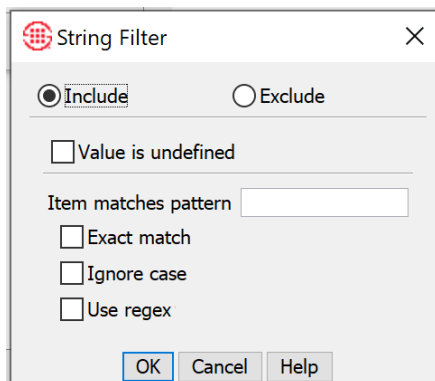 String Filter
Include Exclude
Value is undefined
Item matches pattern
Exact match
Ignore case
Use regex
OK Cancel Help